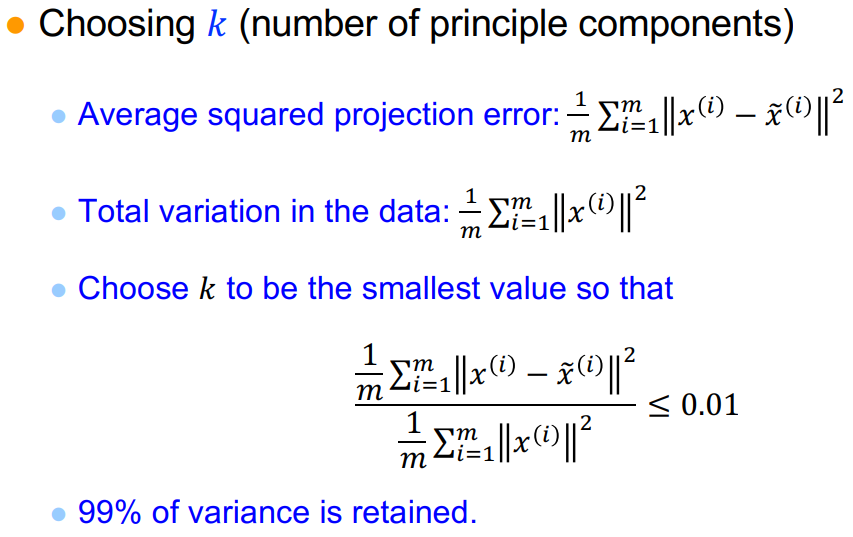 • Choosing k (number of principle components)
• Average squared projection error: \frac{1}{m} \sum_{i=1}^{m} \left\| x^{(i)} - \tilde{x}^{(i)} \right\|^2
• Total variation in the data: \frac{1}{m} \sum_{i=1}^{m} \left\| x^{(i)} \right\|^2
• Choose k to be the smallest value so that
\frac{\frac{1}{m} \sum_{i=1}^{m} \left\| x^{(i)} - \tilde{x}^{(i)} \right\|^2}{\frac{1}{m} \sum_{i=1}^{m} \left\| x^{(i)} \right\|^2} \leq 0.01
• 99% of variance is retained.